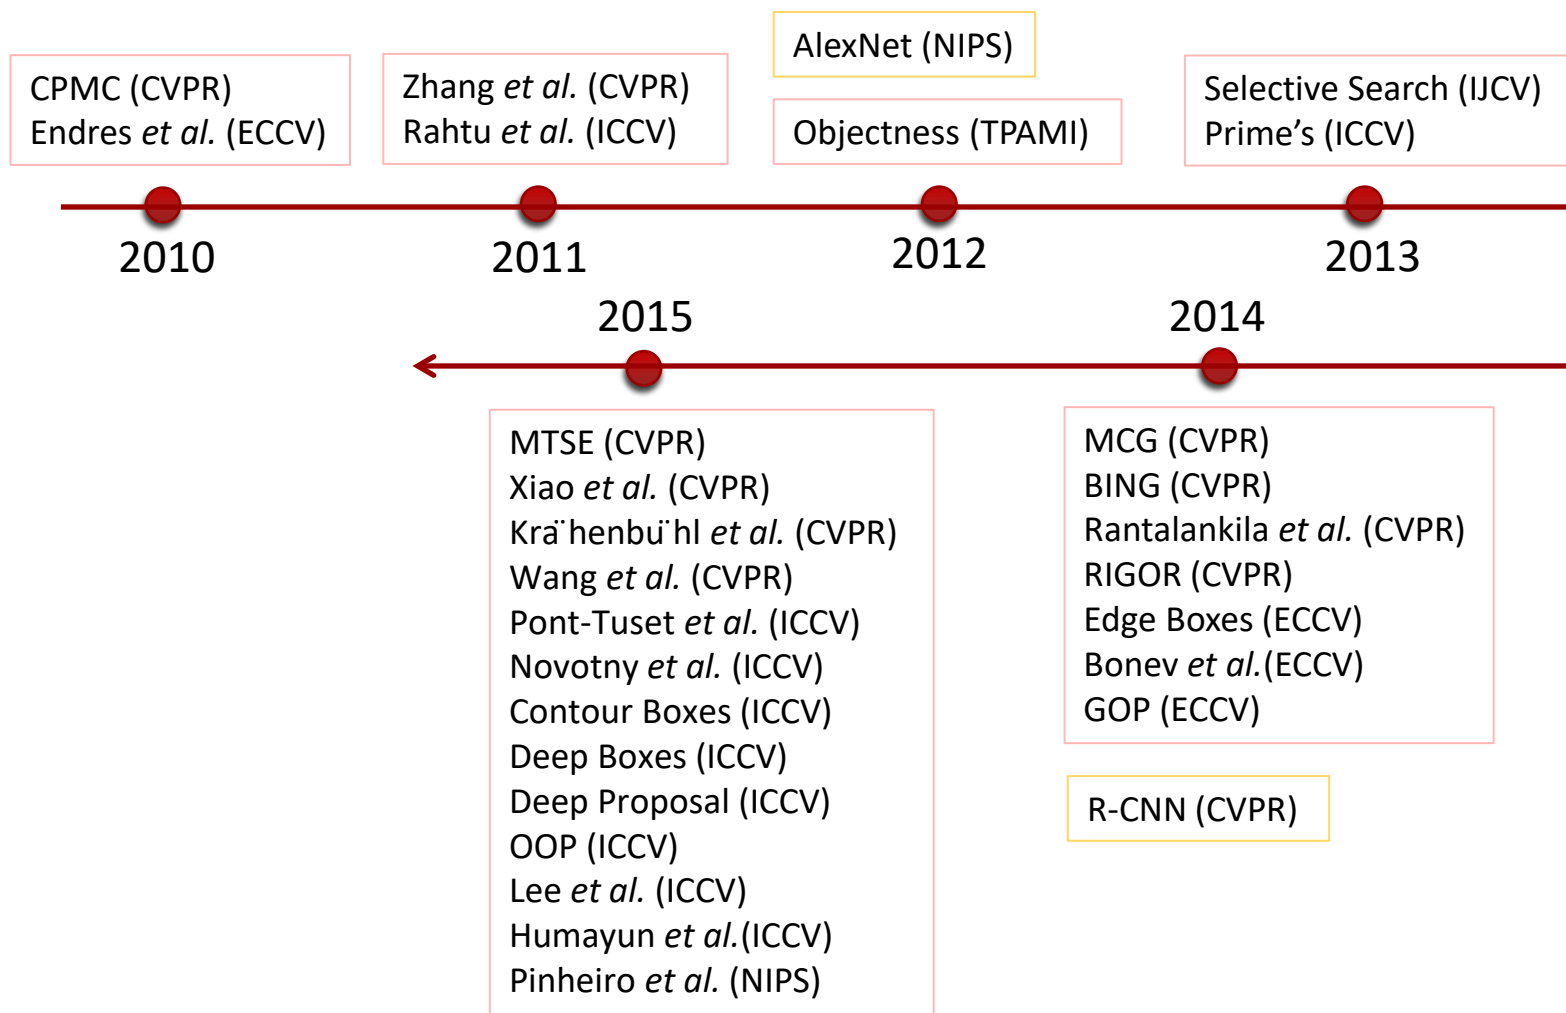 AlexNet (NIPS)
CPMC (CVPR)
Endres et al. (ECCV)
Zhang et al. (CVPR)
Rahtu et al. (ICCV)
Objectness (TPAMI)
Selective Search (IJCV)
Prime's (ICCV)
2010
2011
2012
2013
2015
2014
MTSE (CVPR)
Xiao et al. (CVPR)
Kra ̈henbu ̈hl et al. (CVPR)
Wang et al. (CVPR)
Pont-Tuset et al. (ICCV)
Novotny et al. (ICCV)
Contour Boxes (ICCV)
Deep Boxes (ICCV)
Deep Proposal (ICCV)
OOP (ICCV)
Lee et al. (ICCV)
Humayun et al.(ICCV)
Pinheiro et al. (NIPS)
MCG (CVPR)
BING (CVPR)
Rantalankila et al. (CVPR)
RIGOR (CVPR)
Edge Boxes (ECCV)
Bonev et al.(ECCV)
GOP (ECCV)
R-CNN (CVPR)